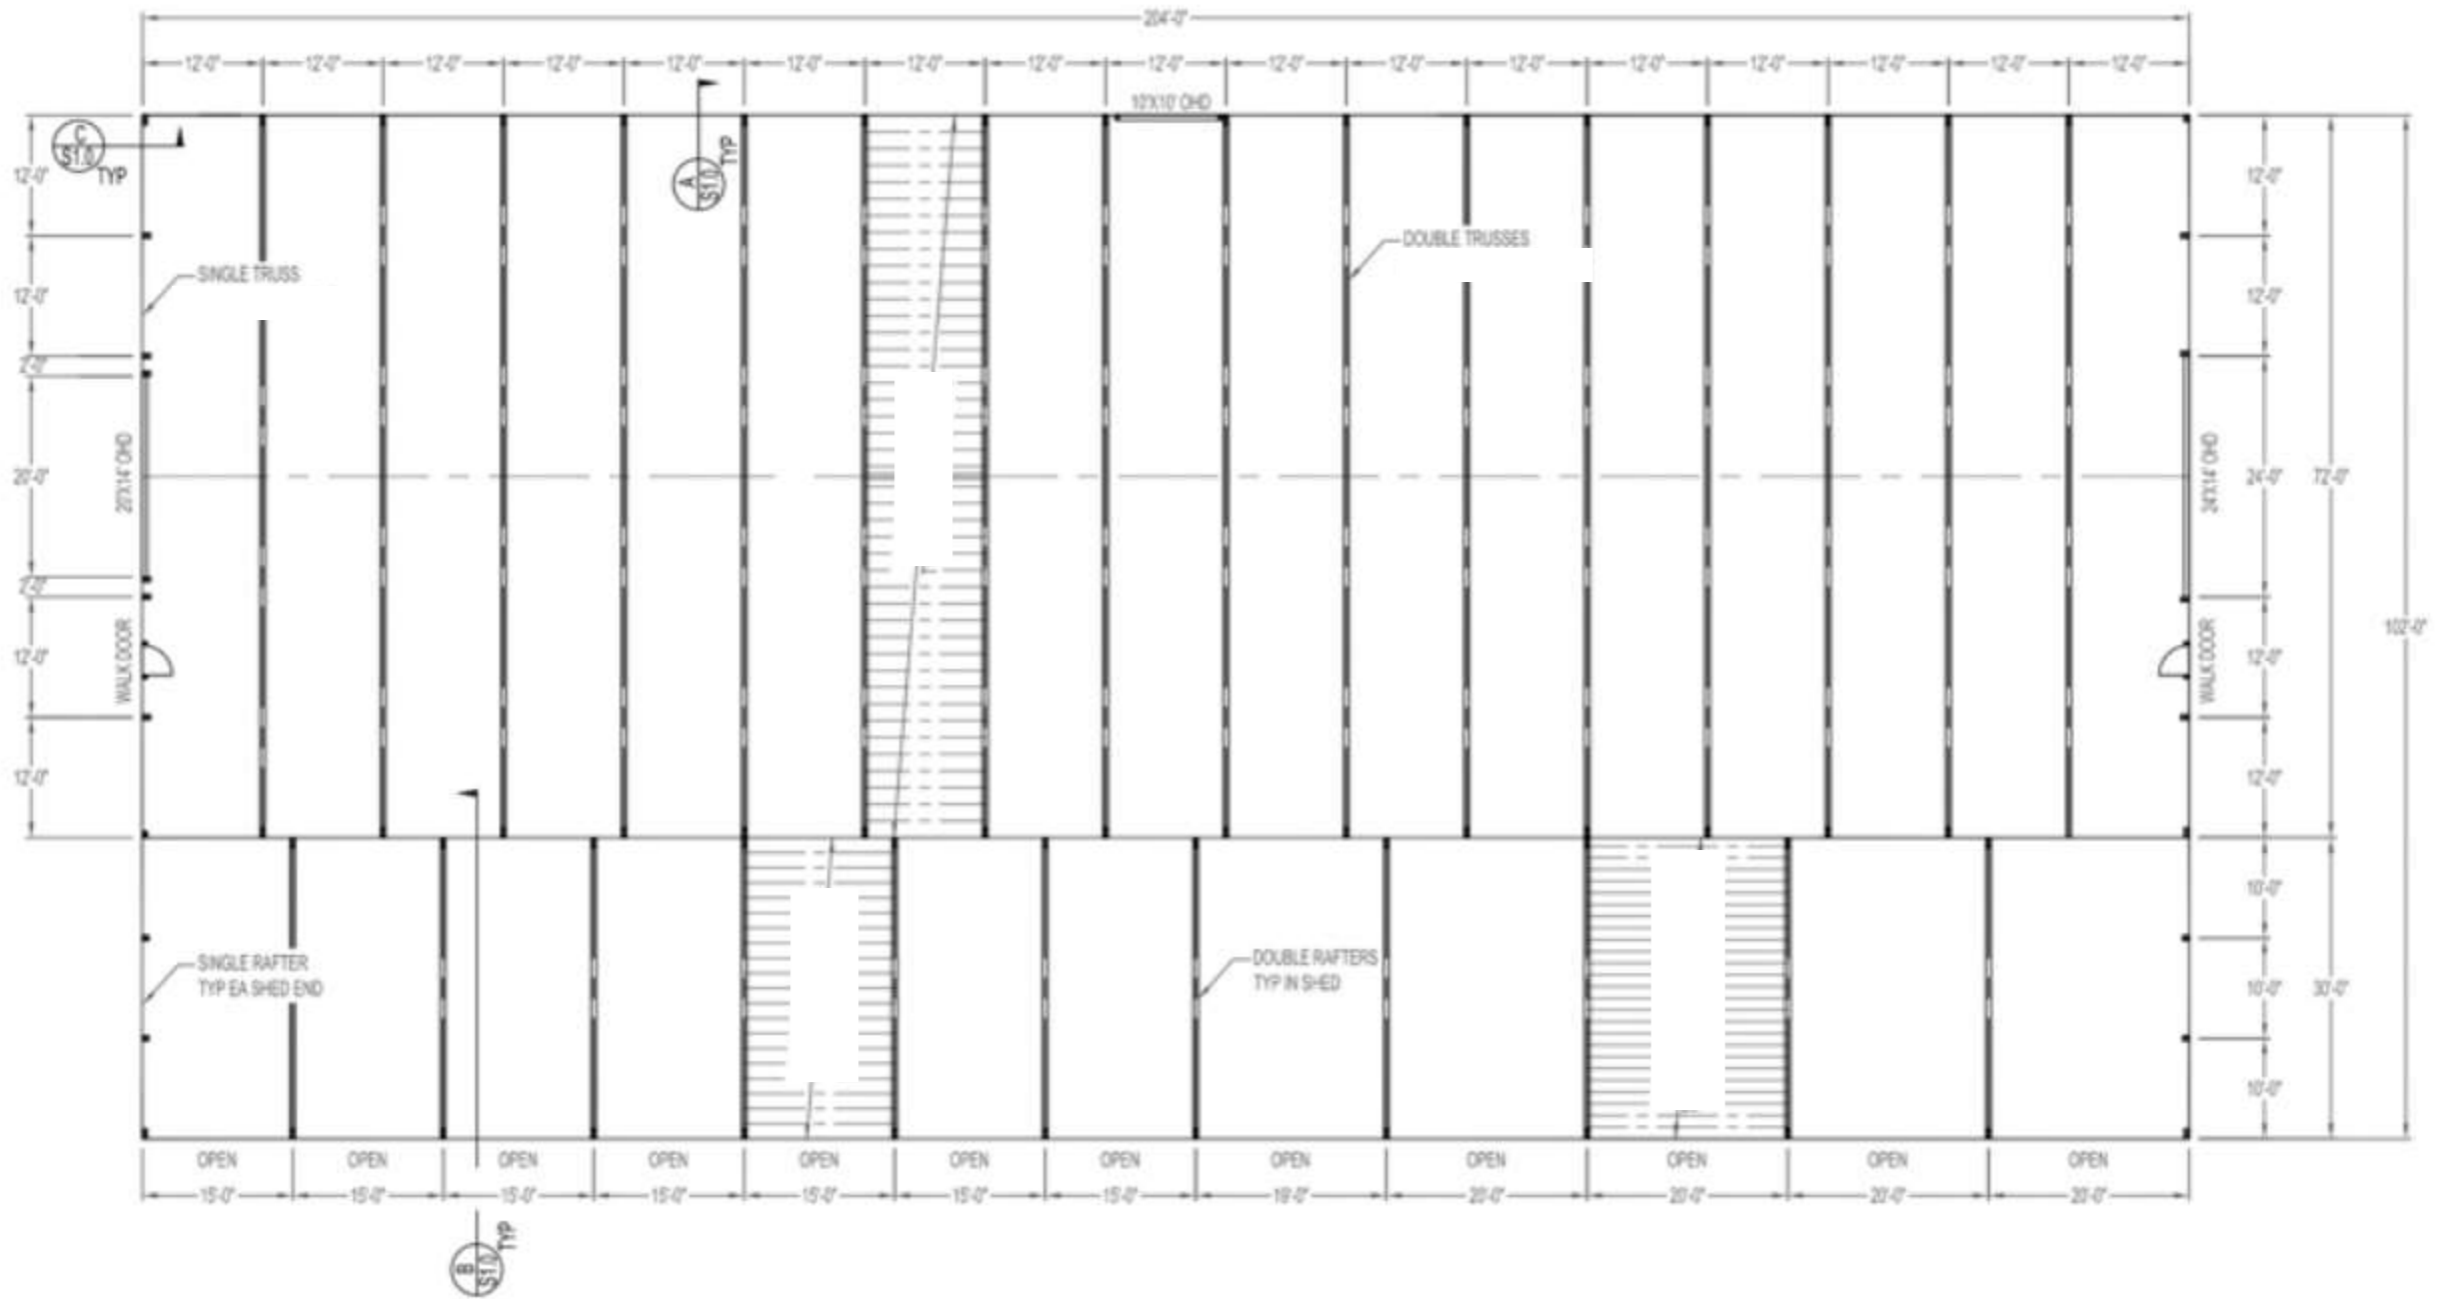 204'-0"
12'-0" 12'-0" 12'-0" 12'-0" 12'-0" 12'-0" 12'-0" 12'-0" 12'-0" 12'-0" 12'-0" 12'-0" 12'-0" 12'-0" 12'-0" 12'-0" 12'-0"
10'X10' OHD
C
S1.0
TYP
A
S1.0
TYP
12'-0"
12'-0"
2'-0"
20'-0"
2'-0"
12'-0"
12'-0"
SINGLE TRUSS
DOUBLE TRUSSES
20'X14' OHD
WALK DOOR
24'X14' OHD
WALK DOOR
12'-0"
12'-0"
24'-0"
12'-0"
12'-0"
10'-0"
10'-0"
10'-0"
72'-0"
30'-0"
102'-0"
SINGLE RAFTER
TYP EA SHED END
DOUBLE RAFTERS
TYP IN SHED
OPEN OPEN OPEN OPEN OPEN OPEN OPEN OPEN OPEN OPEN OPEN OPEN
15'-0" 15'-0" 15'-0" 15'-0" 15'-0" 15'-0" 15'-0" 19'-0" 20'-0" 20'-0" 20'-0" 20'-0"
B
S1.0
TYP